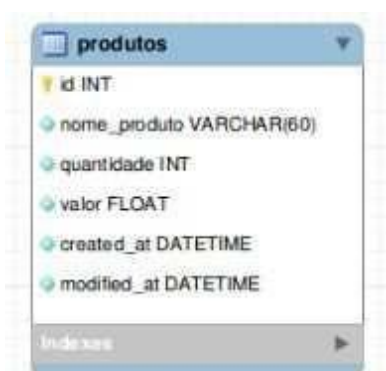 produtos
id INT
nome_produto VARCHAR(60)
quantidade INT
valor FLOAT
created_at DATETIME
modified_at DATETIME
Indexes